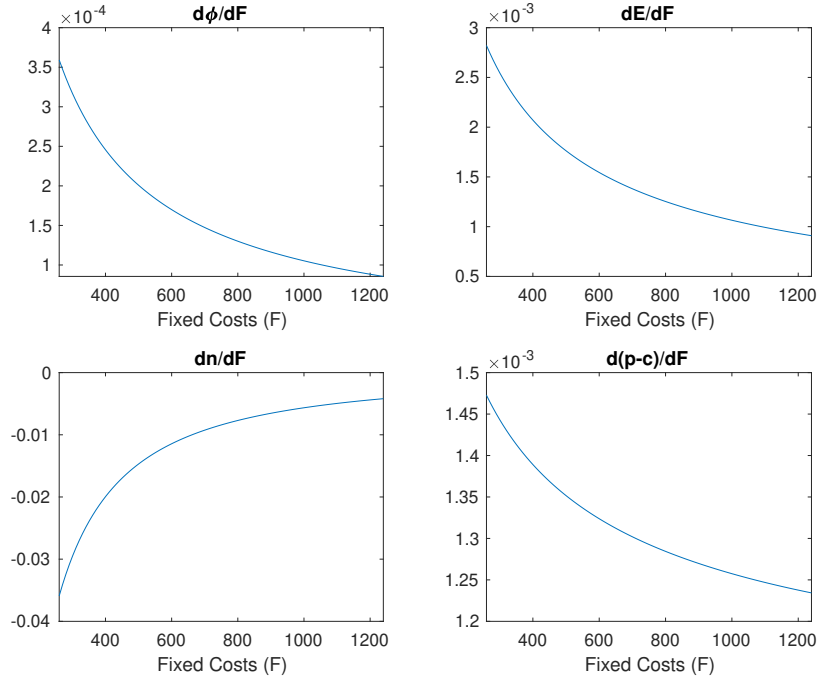 dϕ/dF
×10⁻⁴
4
3.5
3
2.5
2
1.5
1
400 600 800 1000 1200
Fixed Costs (F)
dE/dF
×10⁻³
3
2.5
2
1.5
1
0.5
400 600 800 1000 1200
Fixed Costs (F)
dn/dF
0
-0.01
-0.02
-0.03
-0.04
400 600 800 1000 1200
Fixed Costs (F)
d(p-c)/dF
×10⁻³
1.5
1.45
1.4
1.35
1.3
1.25
1.2
400 600 800 1000 1200
Fixed Costs (F)